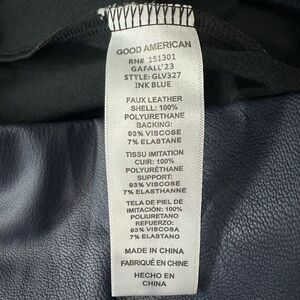 GOOD AMERICAN
RN# 151301
GAFALL'23
STYLE: GLV327
INK BLUE
FAUX LEATHER
SHELL: 100%
POLYURETHANE
BACKING:
93% VISCOSE
7% ELASTANE
TISSU IMITATION
CUIR: 100%
POLYURÉTHANE
SUPPORT:
93% VISCOSE
7% ELASTHANNE
TELA DE PIEL DE
IMITACIÓN: 100%
POLIURETANO
REFUERZO:
93% VISCOSA
7% ELASTANO
MADE IN CHINA
FABRIQUÉ EN CHINE
HECHO EN
CHINA